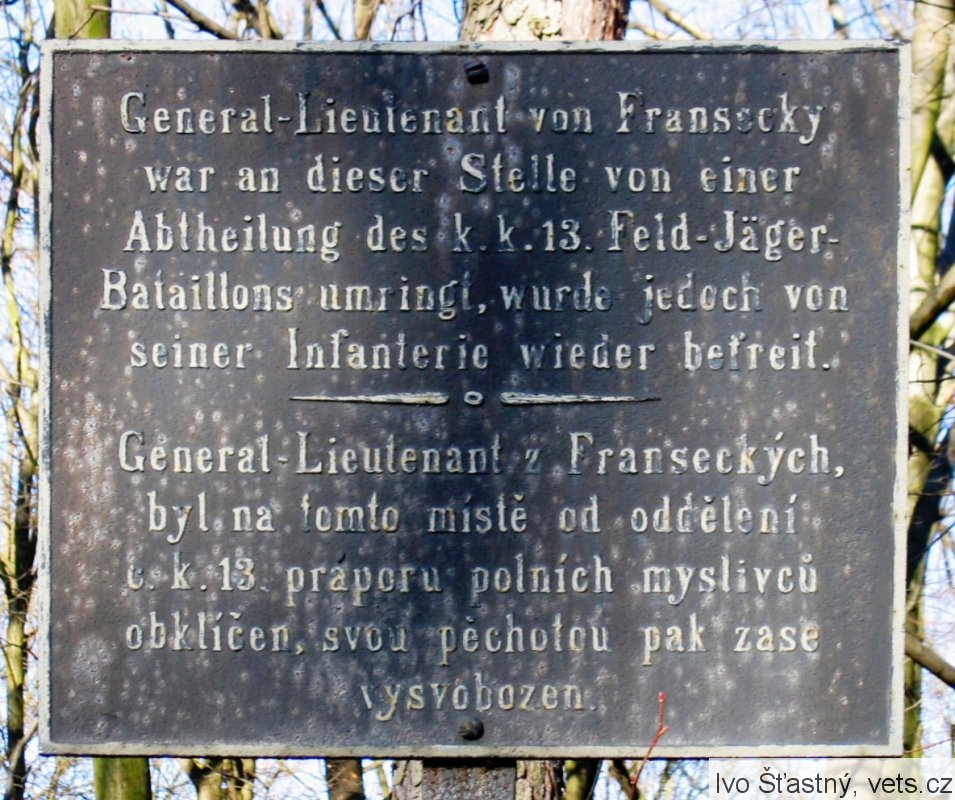 General-Lieutenant von Fransecky
war an dieser Stelle von einer
Abtheilung des k.k.13. Feld-Jäger-
Bataillons umringt, wurde jedoch von
seiner Infanterie wieder befreit.
General-Lieutenant z Franseckých,
byl na tomto místě od oddělení
c. k. 13. práporu polních myslivců
obklíčen, svou pěchotou pak zase
vysvobozen.
Ivo Šťastný, vets.cz